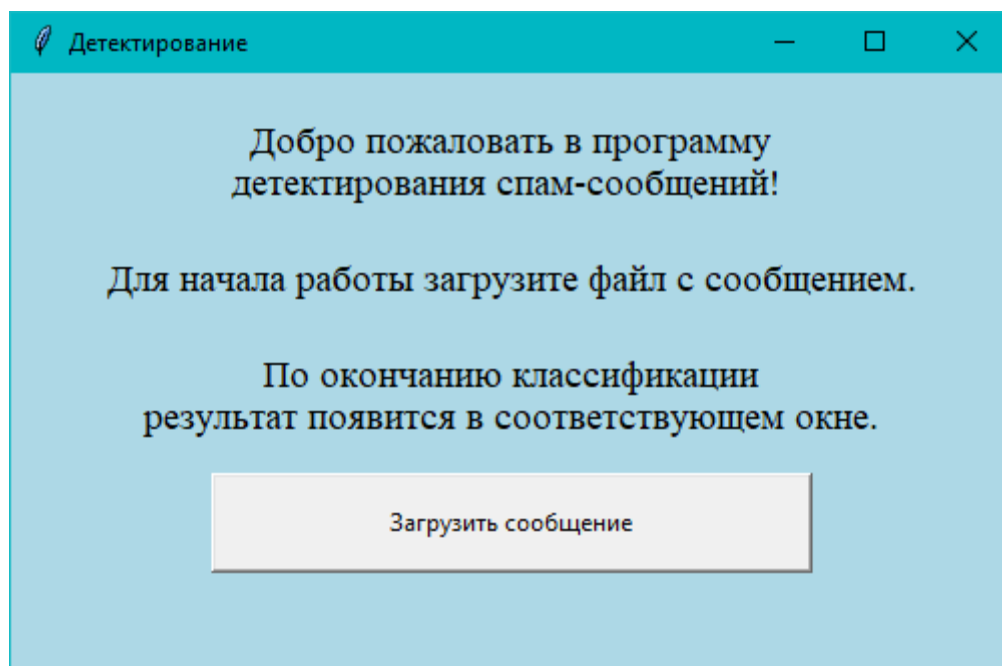 Детектирование
Добро пожаловать в программу
детектирования спам-сообщений!
Для начала работы загрузите файл с сообщением.
По окончанию классификации
результат появится в соответствующем окне.
Загрузить сообщение